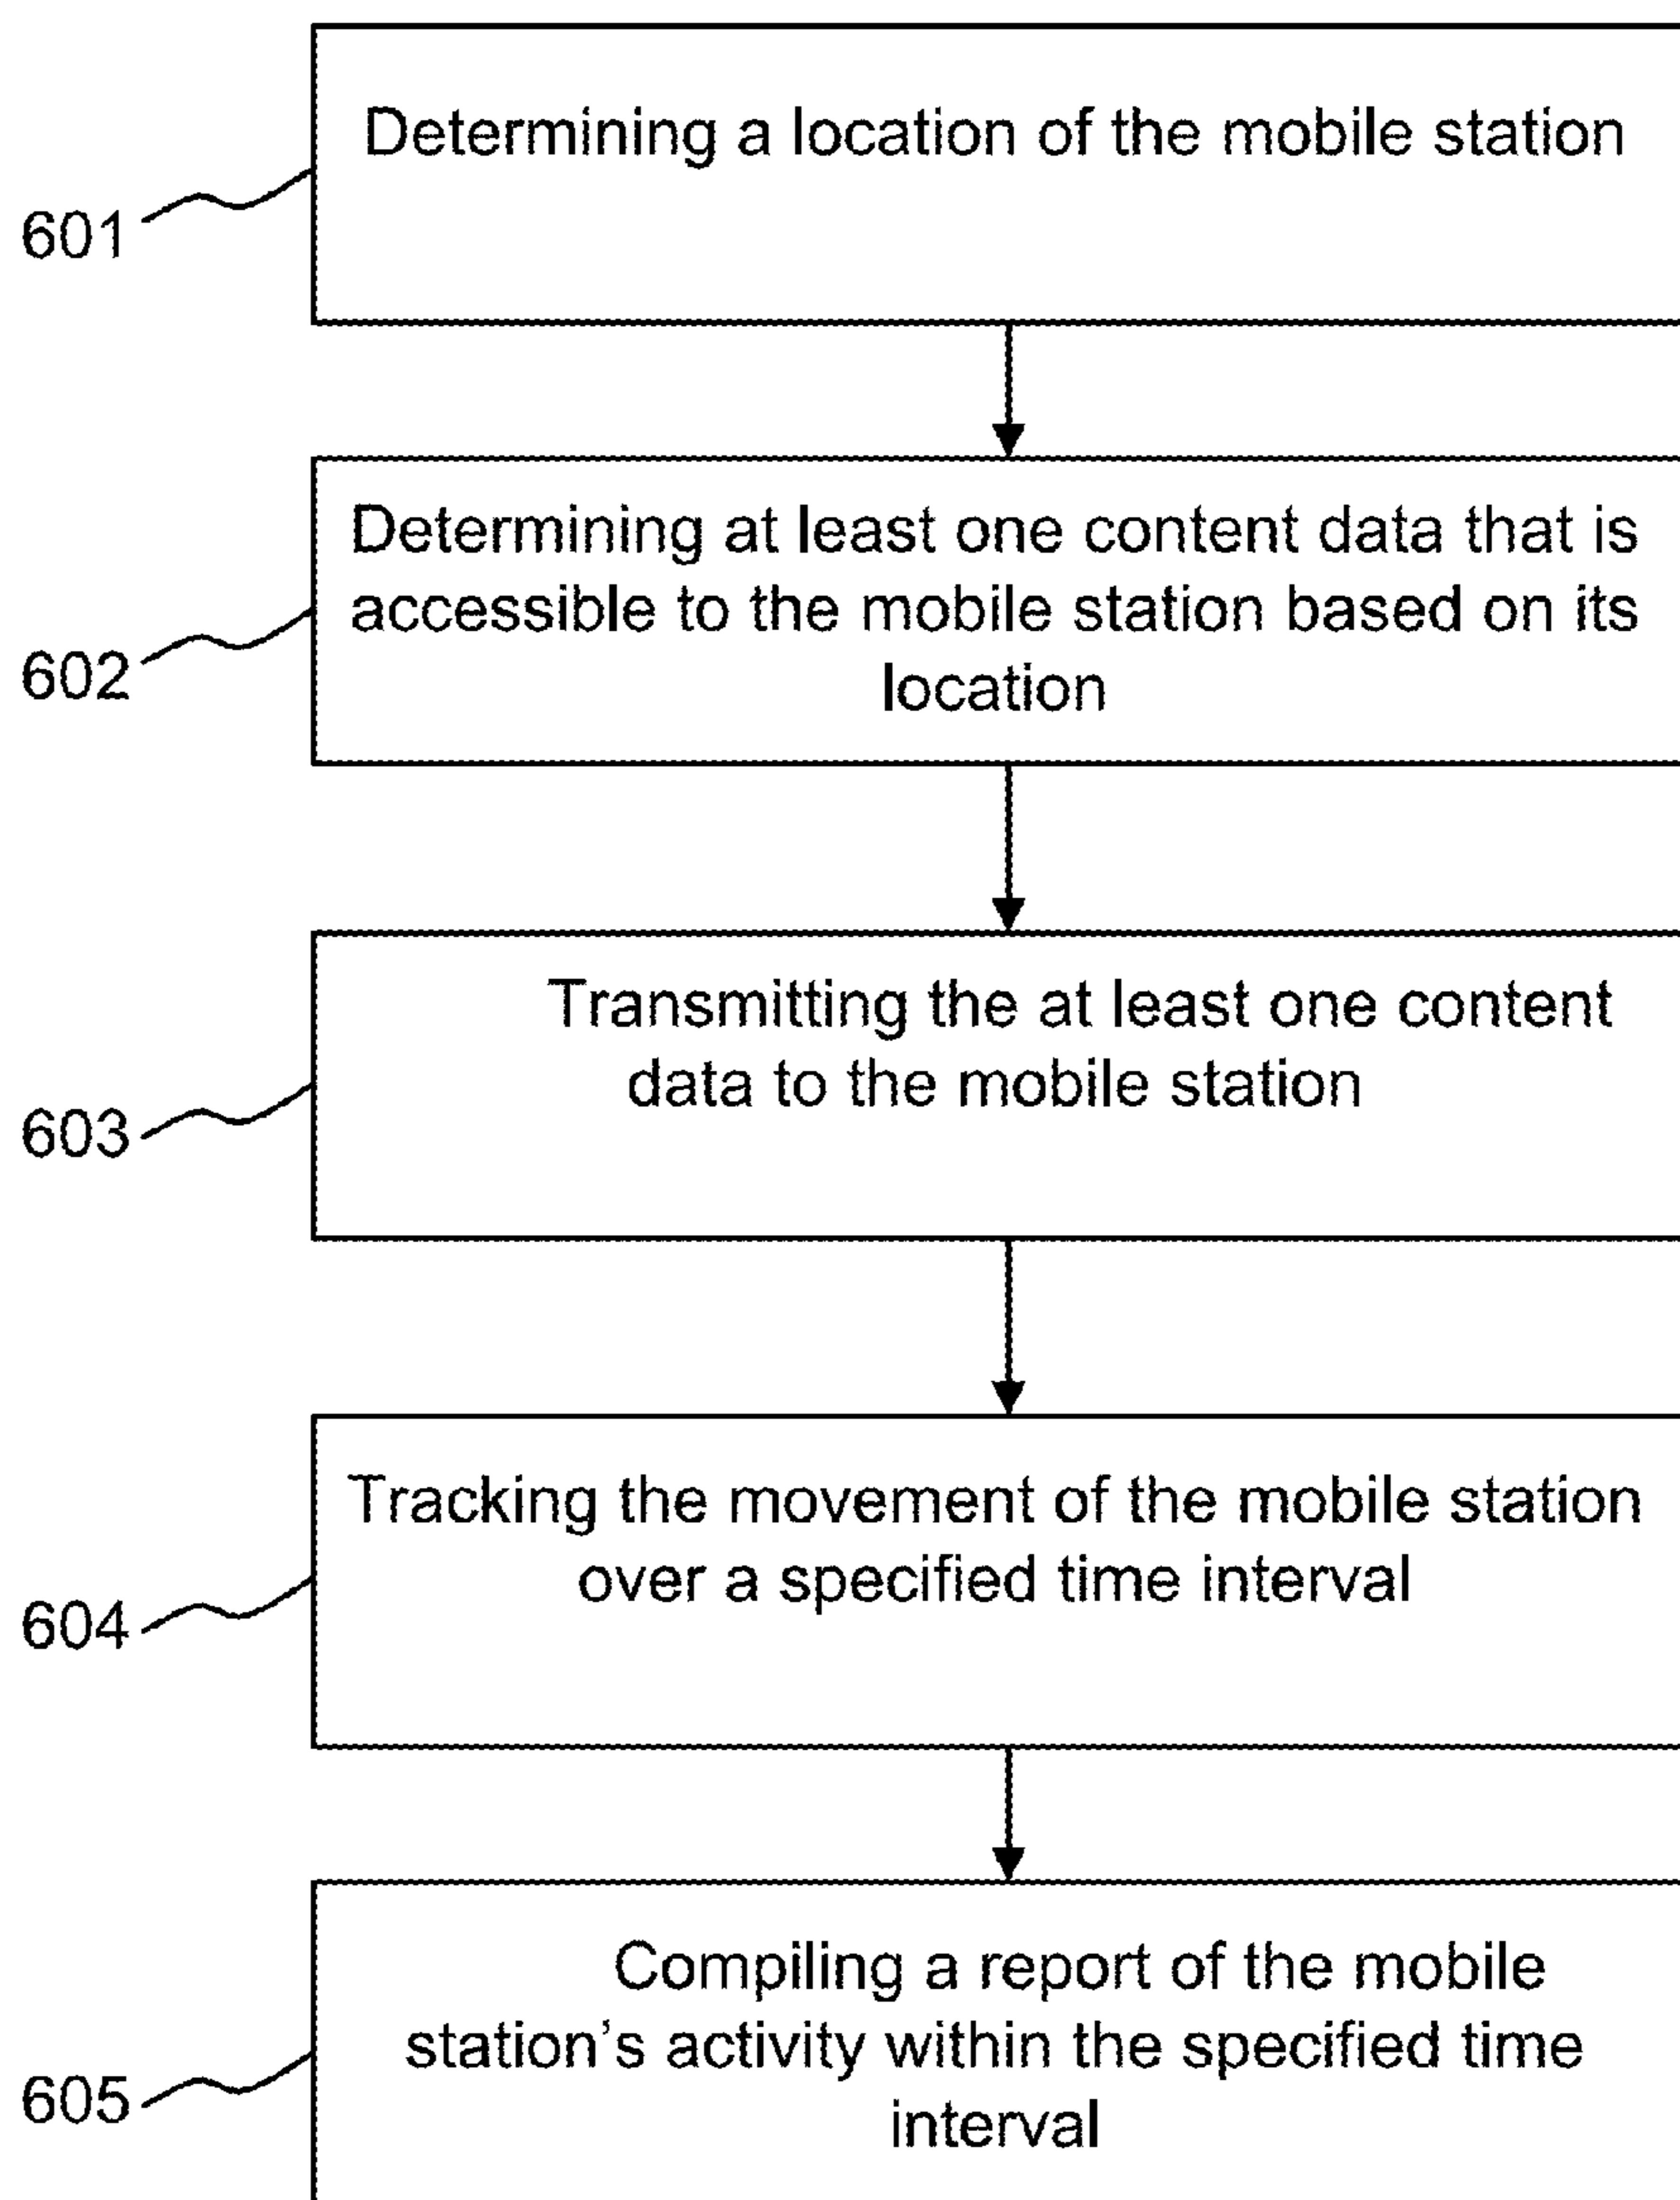 Determining a location of the mobile station
601
Determining at least one content data that is
accessible to the mobile station based on its
location
602
Transmitting the at least one content
data to the mobile station
603
Tracking the movement of the mobile station
over a specified time interval
604
Compiling a report of the mobile
station's activity within the specified time
interval
605